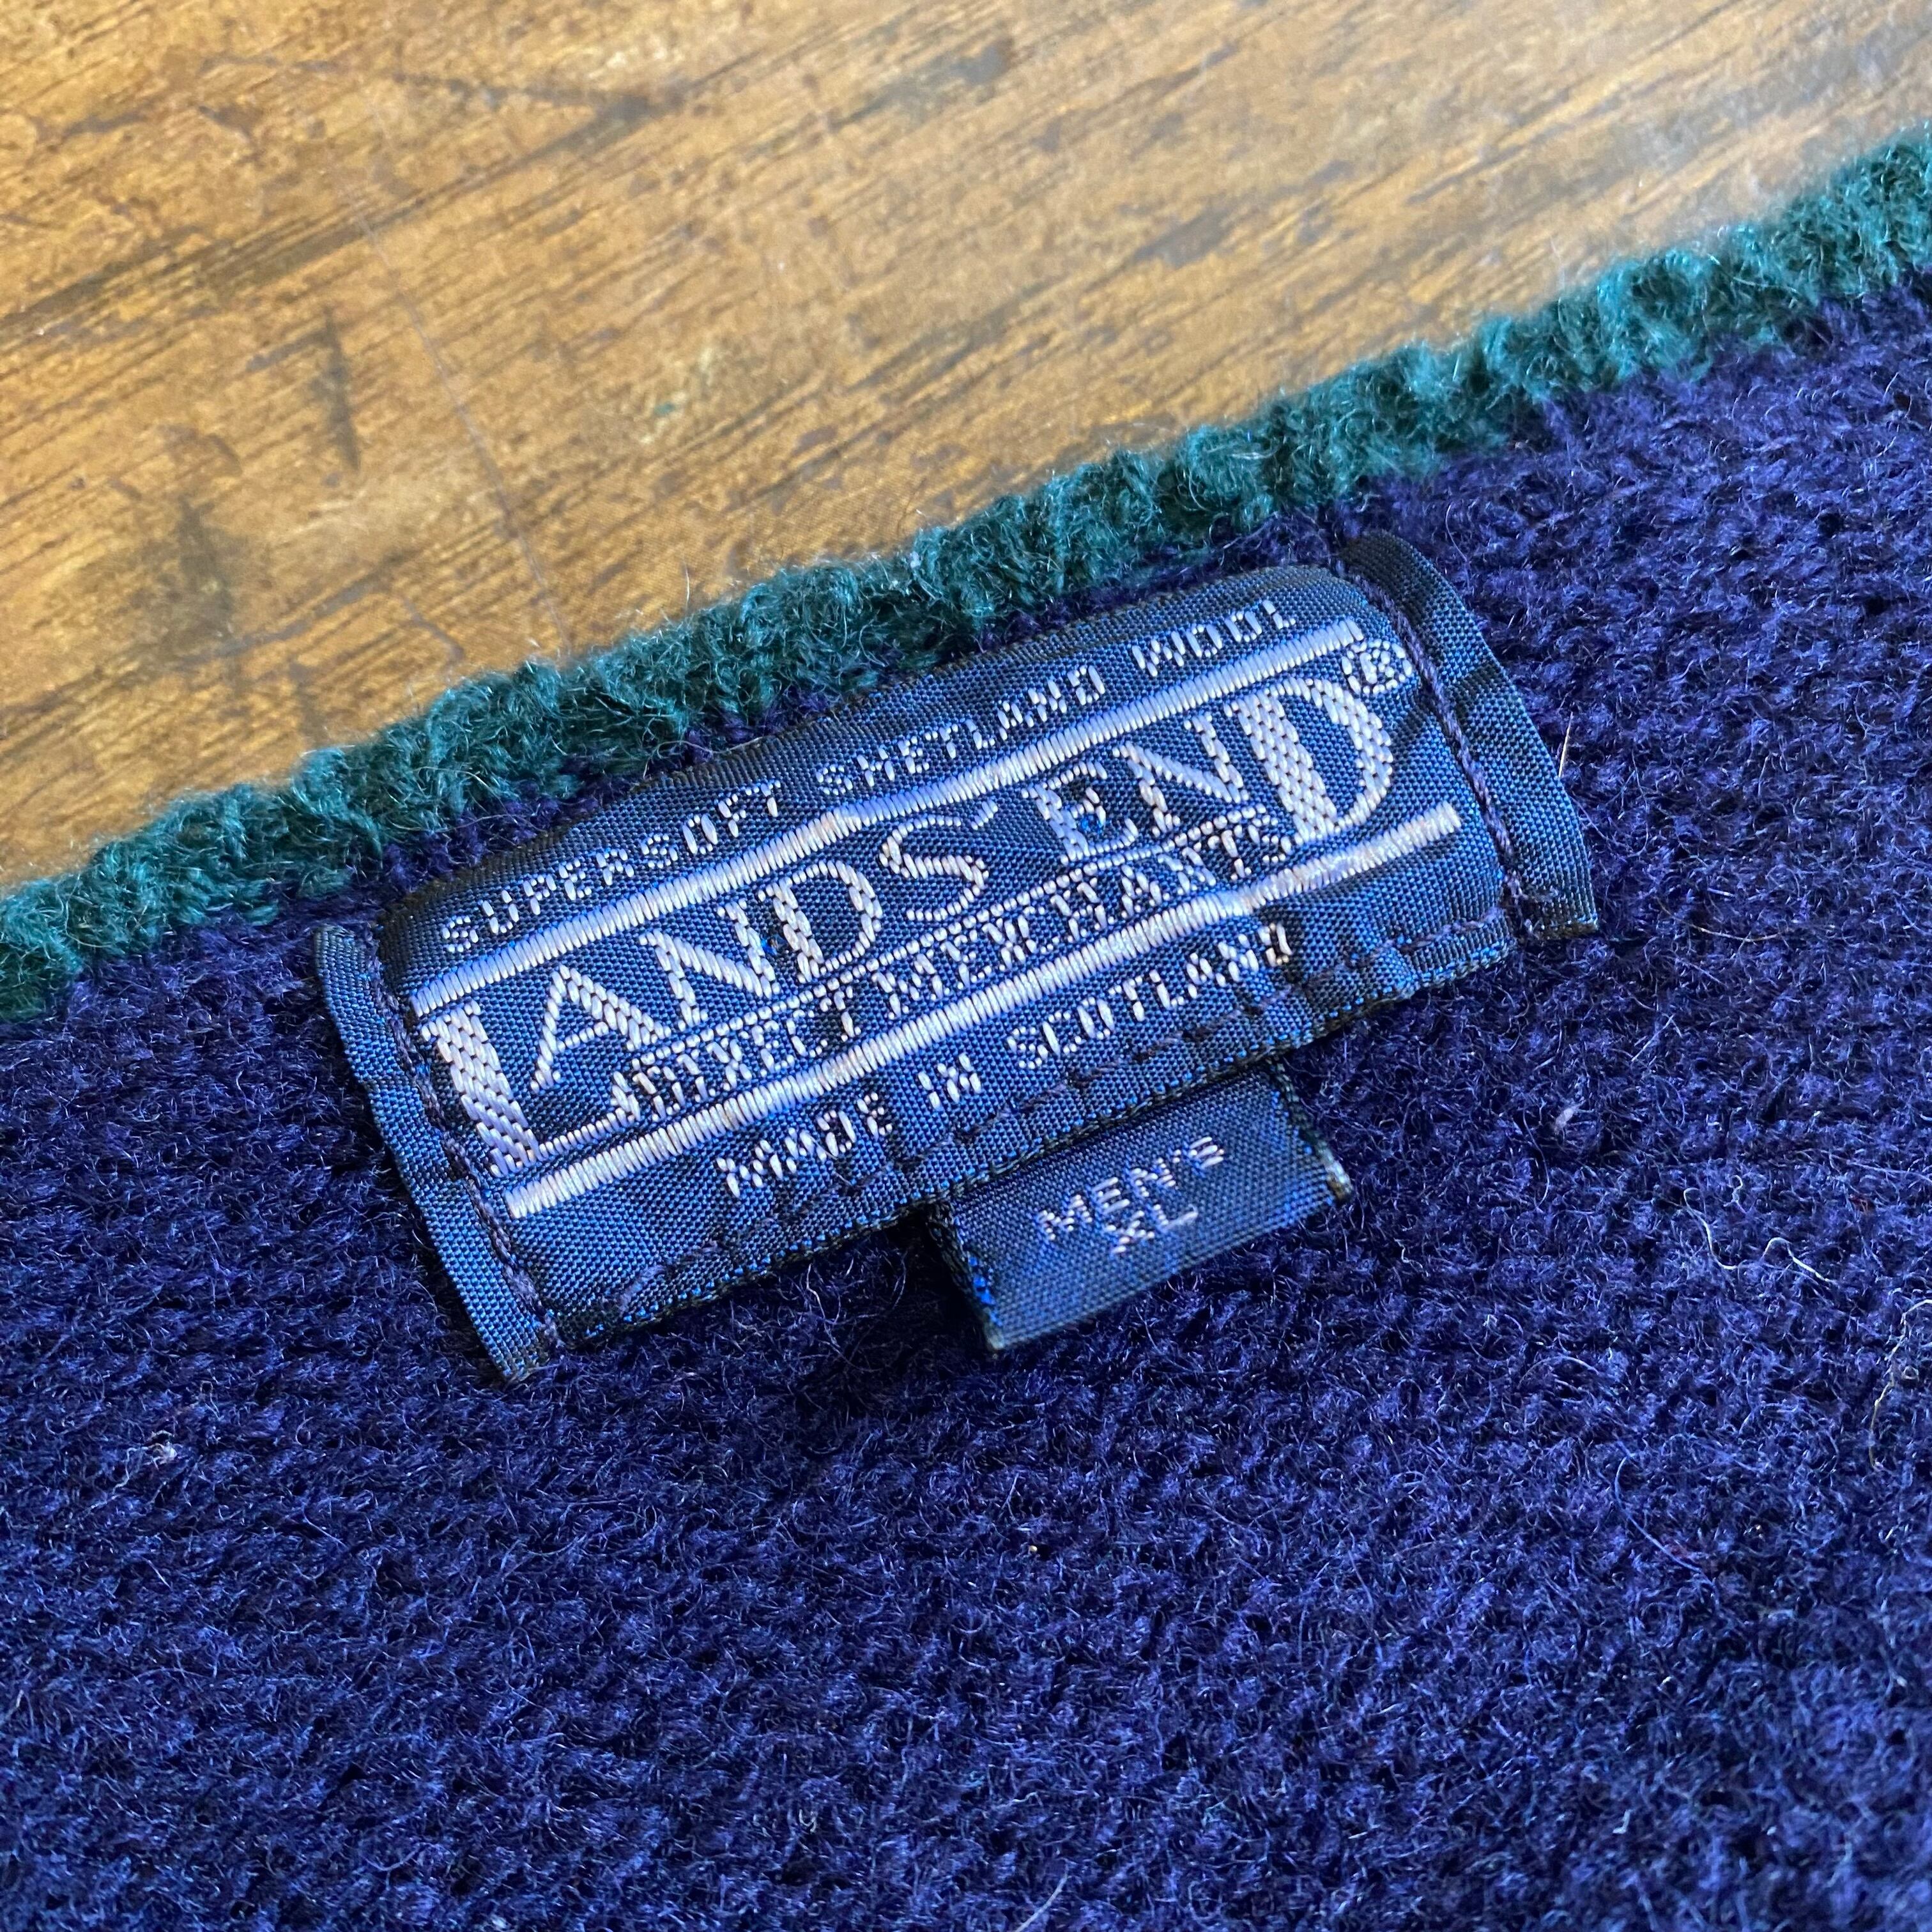 SUPERSOFT SHETLAND WOOL
LANDS' END®
DIRECT MERCHANTS
MADE IN SCOTLAND
MEN'S
XL